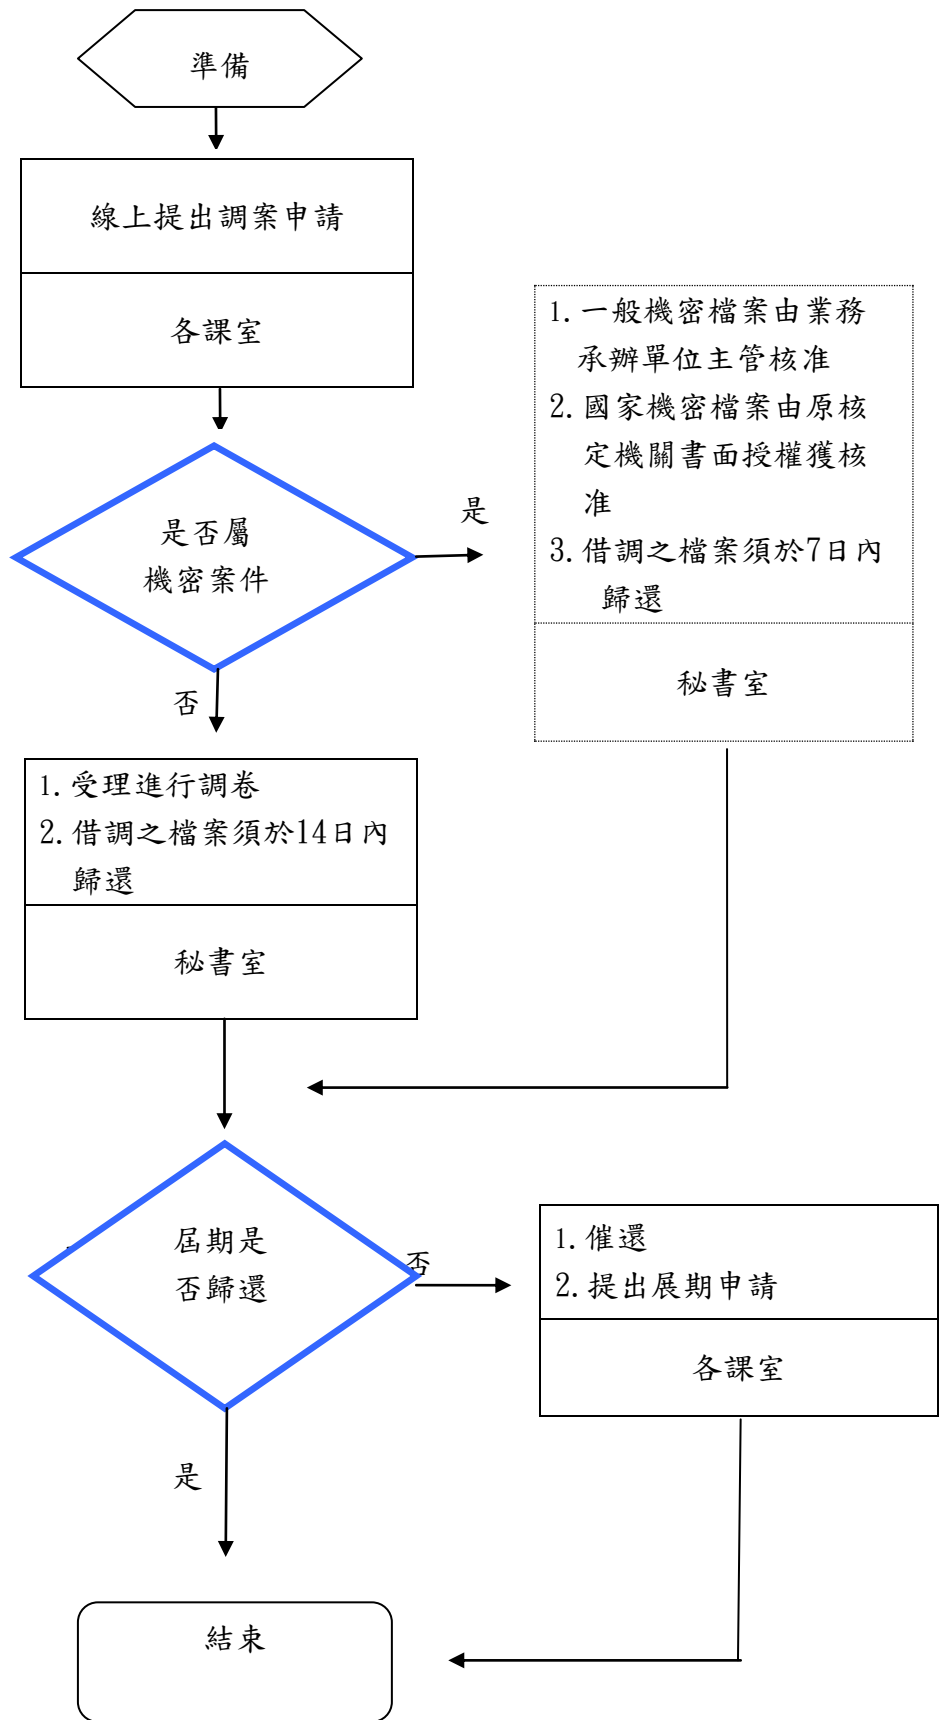 準備
線上提出調案申請
各課室
是否屬
機密案件
是
1.一般機密檔案由業務
承辦單位主管核准
2.國家機密檔案由原核
定機關書面授權獲核
准
3.借調之檔案須於7日內
歸還
秘書室
否
1.受理進行調卷
2.借調之檔案須於14日內
歸還
秘書室
屆期是
否歸還
否
1.催還
2.提出展期申請
各課室
是
結束